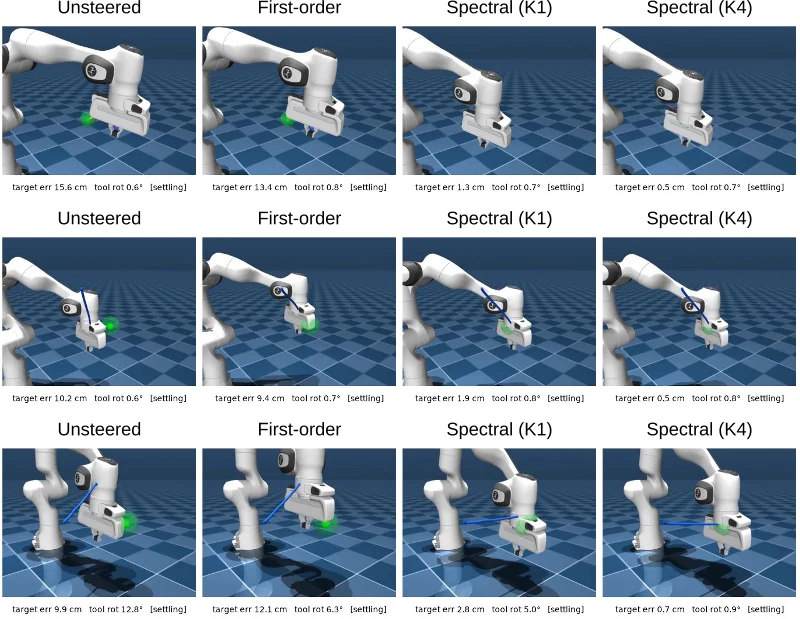 Unsteered First-order Spectral (K1) Spectral (K4)
target err 15.6 cm tool rot 0.6° [settling] target err 13.4 cm tool rot 0.8° [settling] target err 1.3 cm tool rot 0.7° [settling] target err 0.5 cm tool rot 0.7° [settling]
Unsteered First-order Spectral (K1) Spectral (K4)
target err 10.2 cm tool rot 0.6° [settling] target err 9.4 cm tool rot 0.7° [settling] target err 1.9 cm tool rot 0.8° [settling] target err 0.5 cm tool rot 0.8° [settling]
Unsteered First-order Spectral (K1) Spectral (K4)
target err 9.9 cm tool rot 12.8° [settling] target err 12.1 cm tool rot 6.3° [settling] target err 2.8 cm tool rot 5.0° [settling] target err 0.7 cm tool rot 0.9° [settling]